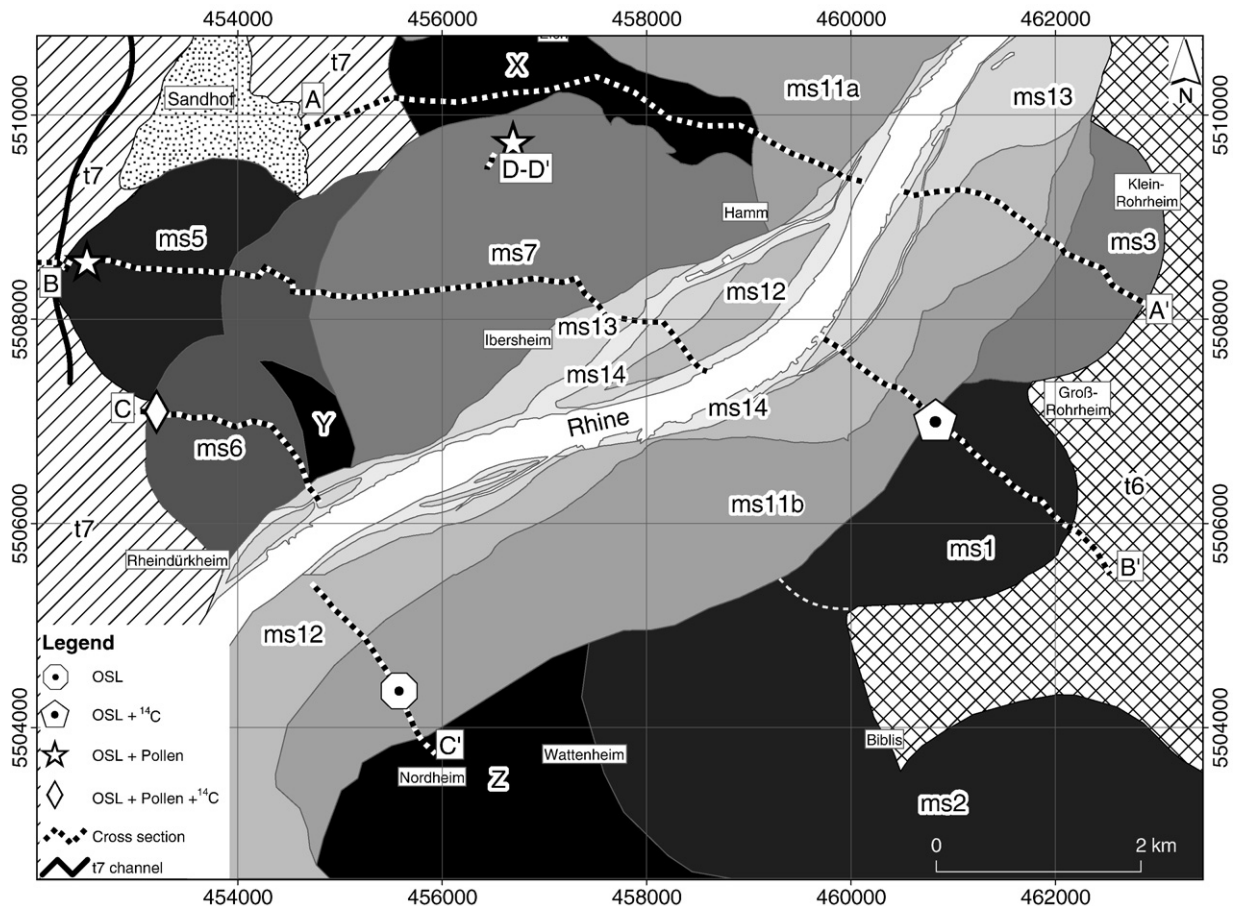 454000
456000
458000
460000
462000
5510000
5508000
5506000
5504000
5510000
5508000
5506000
5504000
t7
X
Sandhof
A
ms11a
ms13
N
t7
D-D'
Klein-
Rohrheim
Hamm
ms5
ms7
ms3
B
ms12
A'
ms13
Ibersheim
ms14
C
Rhine
ms14
Groß-
Rohrheim
Y
ms6
t6
ms11b
t7
ms1
Rheindürkheim
B'
ms12
Legend
OSL
OSL + 14C
OSL + Pollen
OSL + Pollen +14C
Cross section
t7 channel
C'
Nordheim
Wattenheim
Z
Biblis
ms2
0 2 km
454000
456000
458000
460000
462000